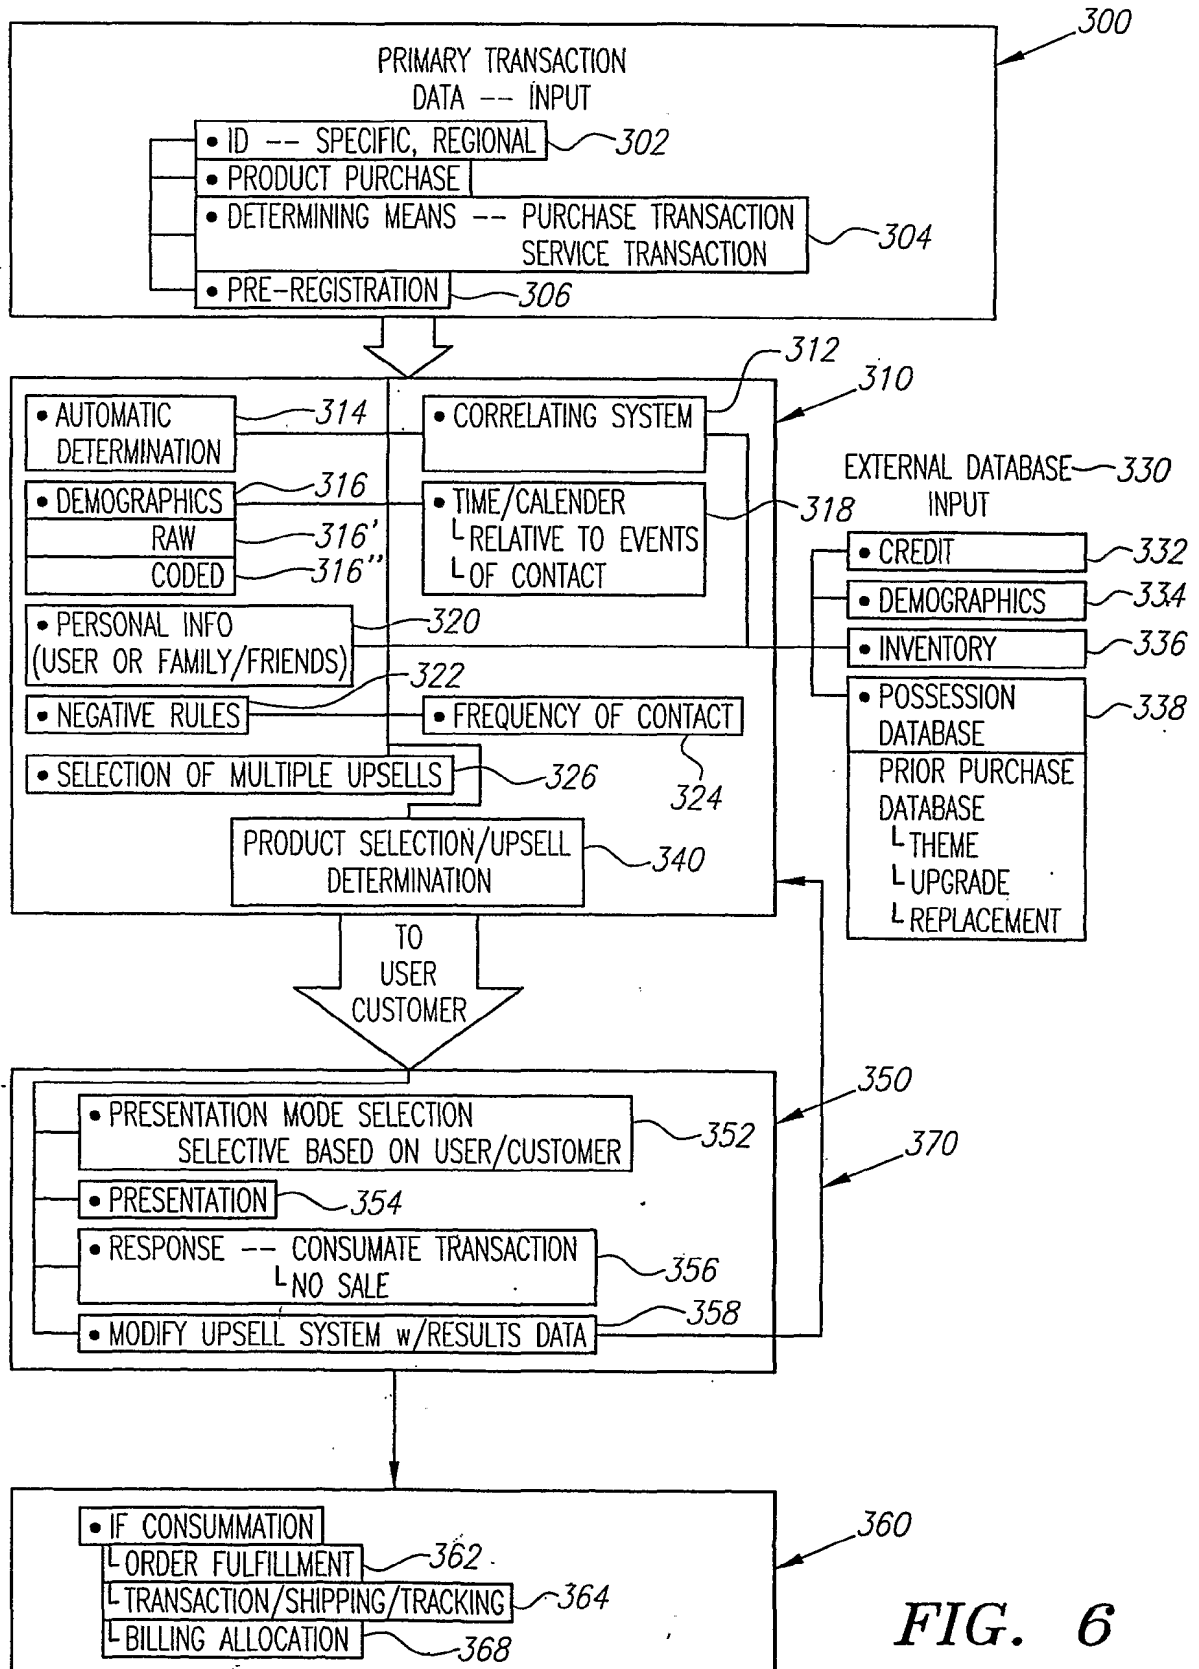 300
PRIMARY TRANSACTION
DATA -- INPUT
• ID -- SPECIFIC, REGIONAL
302
• PRODUCT PURCHASE
• DETERMINING MEANS -- PURCHASE TRANSACTION
SERVICE TRANSACTION
304
• PRE-REGISTRATION
306
312
310
• AUTOMATIC
DETERMINATION
314
• CORRELATING SYSTEM
• DEMOGRAPHICS
316
RAW
316'
CODED
316"
• TIME/CALENDER
RELATIVE TO EVENTS
OF CONTACT
318
• PERSONAL INFO
(USER OR FAMILY/FRIENDS)
320
• NEGATIVE RULES
322
• FREQUENCY OF CONTACT
324
• SELECTION OF MULTIPLE UPSELLS
326
PRODUCT SELECTION/UPSELL
DETERMINATION
340
EXTERNAL DATABASE
INPUT
330
• CREDIT
332
• DEMOGRAPHICS
334
• INVENTORY
336
• POSSESSION
DATABASE
338
PRIOR PURCHASE
DATABASE
THEME
UPGRADE
REPLACEMENT
TO
USER
CUSTOMER
350
• PRESENTATION MODE SELECTION
SELECTIVE BASED ON USER/CUSTOMER
352
370
• PRESENTATION
354
• RESPONSE -- CONSUMATE TRANSACTION
NO SALE
356
• MODIFY UPSELL SYSTEM w/RESULTS DATA
358
360
• IF CONSUMMATION
ORDER FULFILLMENT
362
TRANSACTION/SHIPPING/TRACKING
364
BILLING ALLOCATION
368
FIG. 6